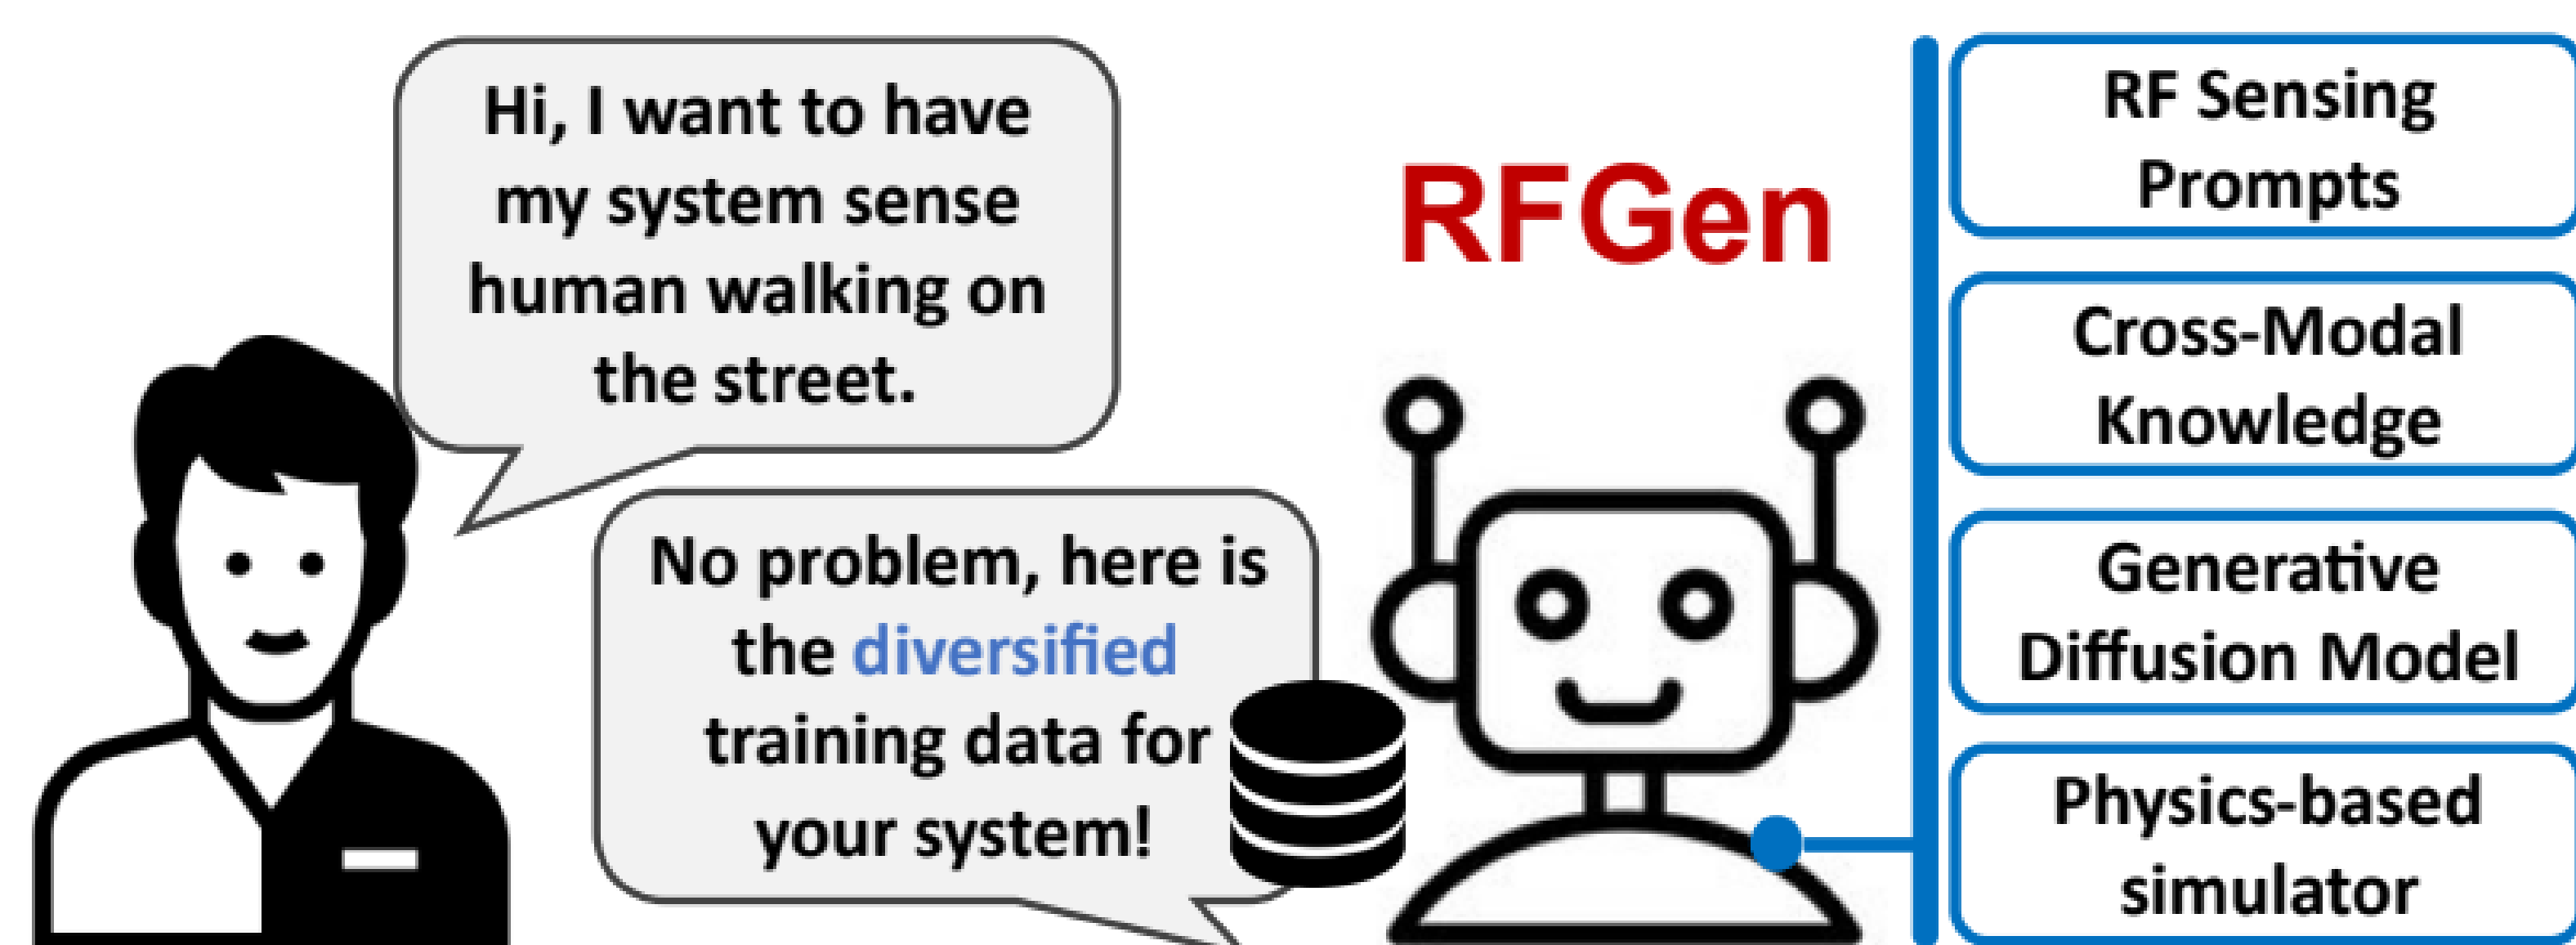 Hi, I want to have
my system sense
human walking on
the street.
No problem, here is
the diversified
training data for
your system!
RFGen
RF Sensing
Prompts
Cross-Modal
Knowledge
Generative
Diffusion Model
Physics-based
simulator